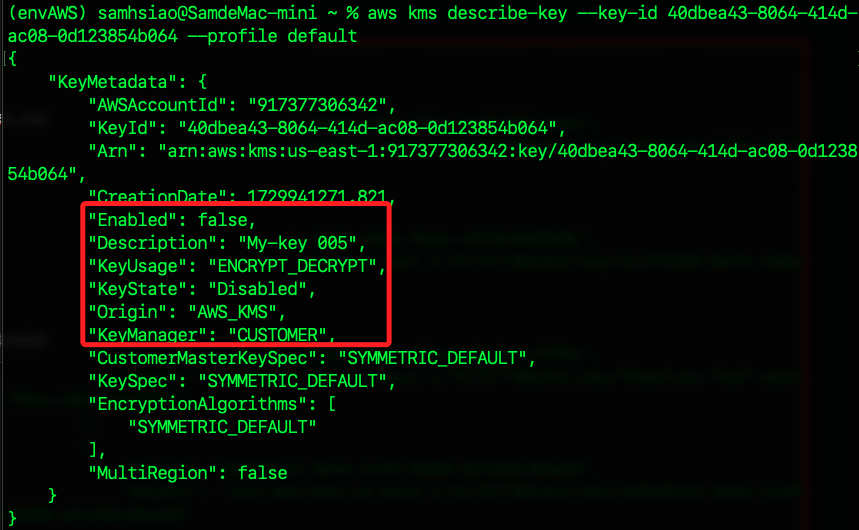 (envAWS) samhsiao@SamdeMac-mini ~ % aws kms describe-key --key-id 40dbea43-8064-414d-
ac08-0d123854b064 --profile default
{
    "KeyMetadata": {
        "AWSAccountId": "917377306342",
        "KeyId": "40dbea43-8064-414d-ac08-0d123854b064",
        "Arn": "arn:aws:kms:us-east-1:917377306342:key/40dbea43-8064-414d-ac08-0d1238
54b064",
        "CreationDate": 1729941271.821,
        "Enabled": false,
        "Description": "My-key 005",
        "KeyUsage": "ENCRYPT_DECRYPT",
        "KeyState": "Disabled",
        "Origin": "AWS_KMS",
        "KeyManager": "CUSTOMER",
        "CustomerMasterKeySpec": "SYMMETRIC_DEFAULT",
        "KeySpec": "SYMMETRIC_DEFAULT",
        "EncryptionAlgorithms": [
            "SYMMETRIC_DEFAULT"
        ],
        "MultiRegion": false
    }
}